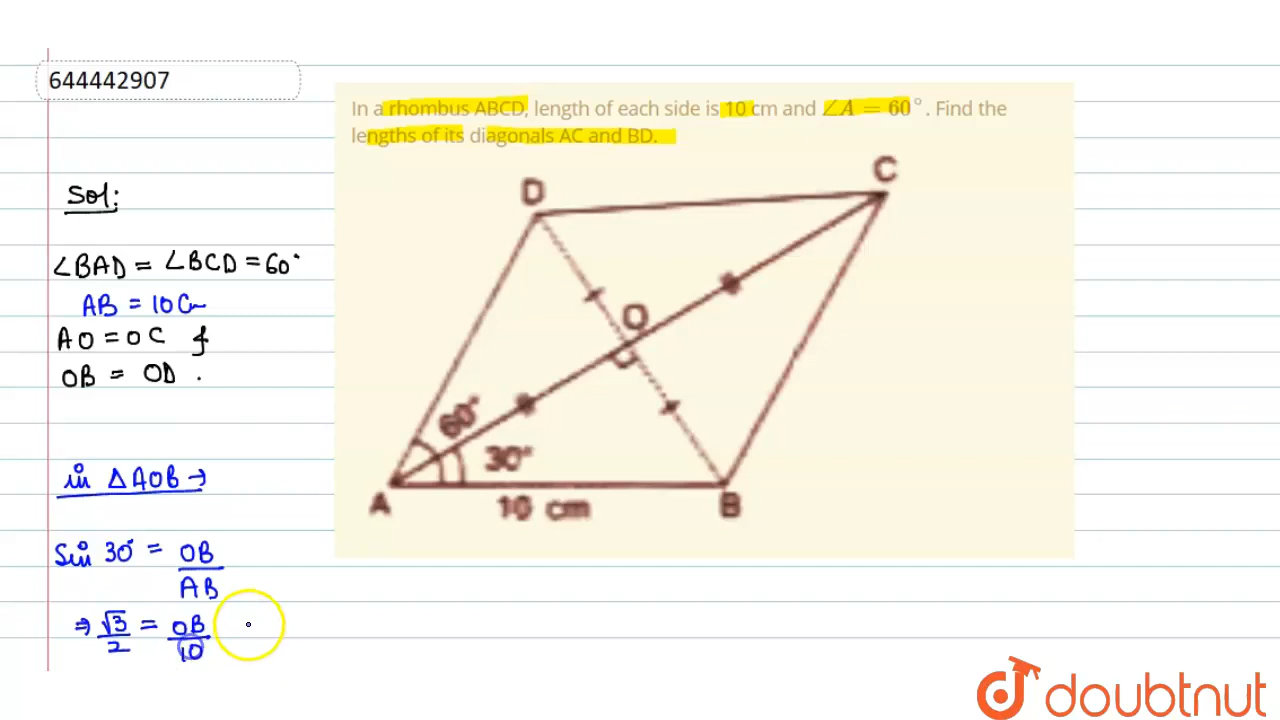 644442907
In a rhombus ABCD, length of each side is 10 cm and ∠A = 60°. Find the
lengths of its diagonals AC and BD.
Sol:
∠BAD = ∠BCD = 60°
AB = 10 Cm
AO = OC &
OB = OD .
in △AOB →
Sin 30° = OB/AB
⇒ √3/2 = OB/10
D
C
O
60°
30°
A
10 cm
B
doubtnut